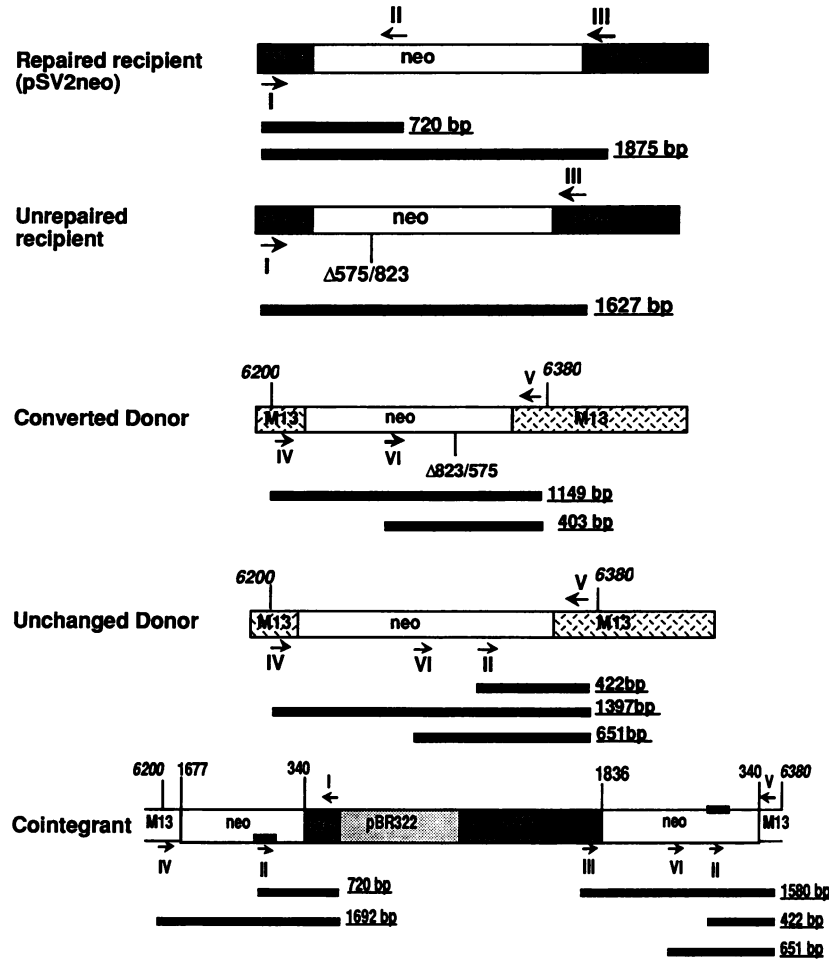 II
III
Repaired recipient
(pSV2neo)
neo
I
720 bp
1875 bp
III
Unrepaired
recipient
neo
I
Δ575/823
1627 bp
6200
V
6380
Converted Donor
M13
neo
M13
IV
VI
Δ823/575
1149 bp
403 bp
6200
V
6380
Unchanged Donor
M13
neo
M13
IV
VI
II
422bp
1397bp
651bp
6200
1677
340
I
1836
340
V
6380
Cointegrant
M13
neo
pBR322
neo
M13
IV
II
III
VI
II
720 bp
1580 bp
1692 bp
422 bp
651 bp